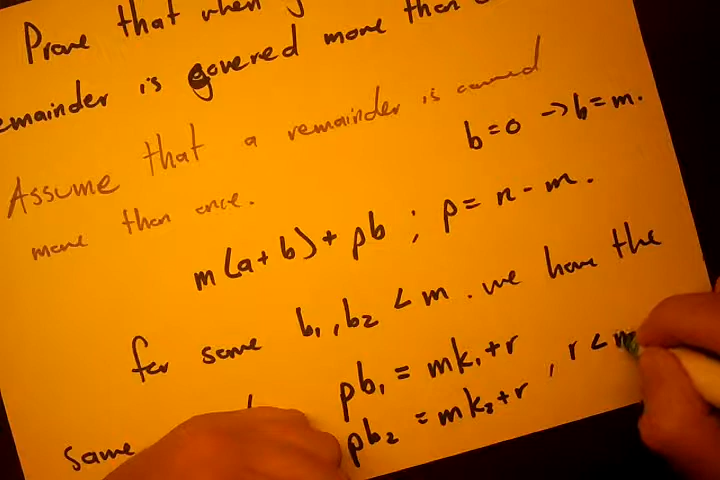 Prove that when
remainder is covered more than
Assume that a remainder is covered
more than once.
b=0 → b=m.
m(a+b)+pb ; p=n-m.
for some b₁, b₂ < m. we have the
same
pb₁ = mk₁+r
pb₂ = mk₂+r , r<m